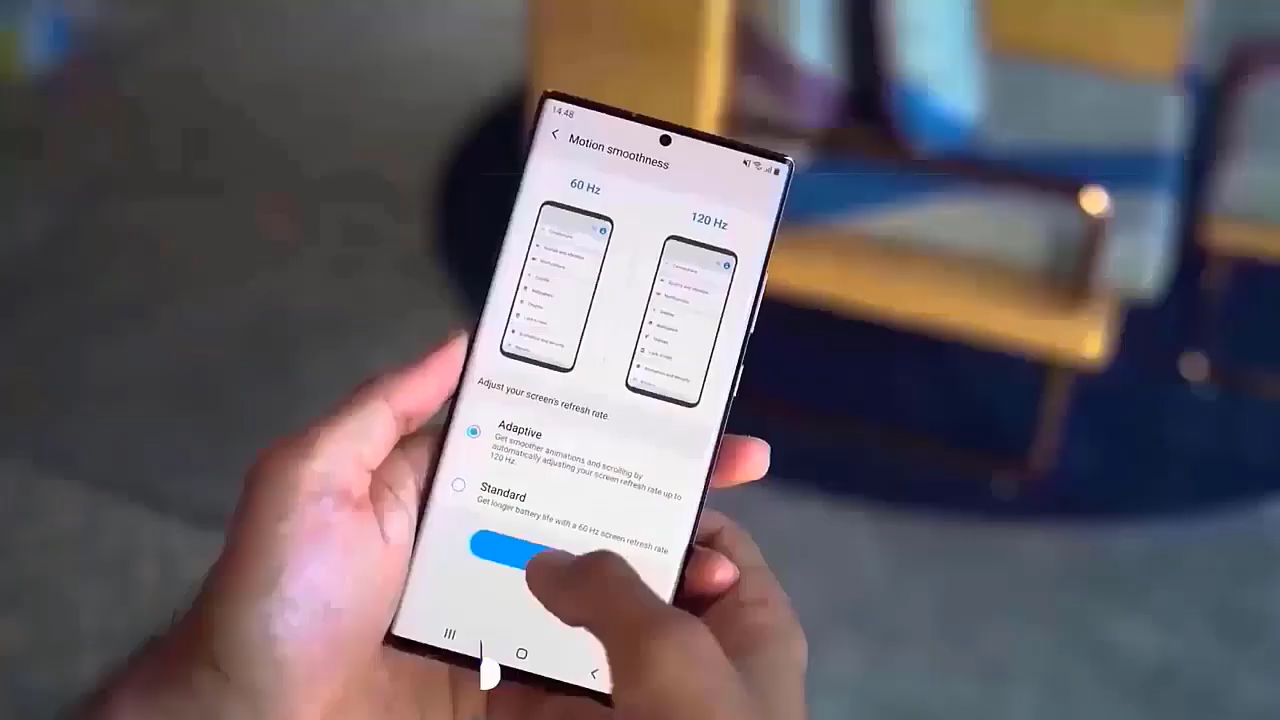 14:48
Motion smoothness
60 Hz
120 Hz
Adjust your screen's refresh rate.
Adaptive
Get smoother animations and scrolling by
automatically adjusting your screen refresh rate up to
120 Hz.
Standard
Get longer battery life with a 60 Hz screen refresh rate